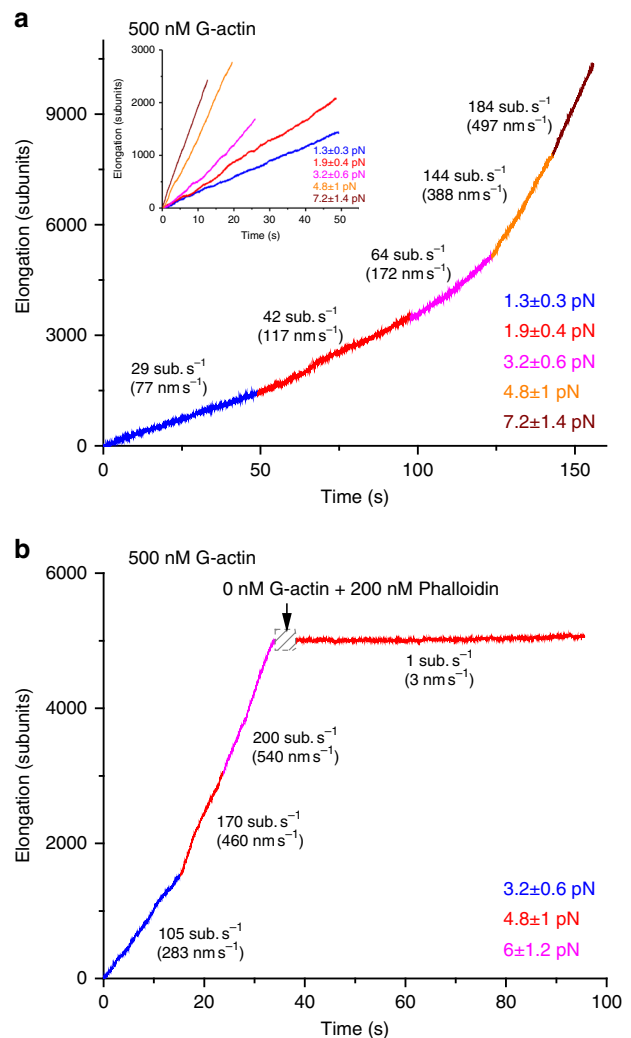 a
500 nM G-actin
Elongation (subunits)
9000
6000
3000
0
0
50
100
150
Time (s)
Elongation (subunits)
3000
2000
1000
0
0
10
20
30
40
50
Time (s)
1.3±0.3 pN
1.9±0.4 pN
3.2±0.6 pN
4.8±1 pN
7.2±1.4 pN
184 sub. s⁻¹
(497 nm s⁻¹)
144 sub. s⁻¹
(388 nm s⁻¹)
64 sub. s⁻¹
(172 nm s⁻¹)
42 sub. s⁻¹
(117 nm s⁻¹)
29 sub. s⁻¹
(77 nm s⁻¹)
1.3±0.3 pN
1.9±0.4 pN
3.2±0.6 pN
4.8±1 pN
7.2±1.4 pN
b
500 nM G-actin
0 nM G-actin + 200 nM Phalloidin
Elongation (subunits)
6000
4000
2000
0
0
20
40
60
80
100
Time (s)
1 sub. s⁻¹
(3 nm s⁻¹)
200 sub. s⁻¹
(540 nm s⁻¹)
170 sub. s⁻¹
(460 nm s⁻¹)
105 sub. s⁻¹
(283 nm s⁻¹)
3.2±0.6 pN
4.8±1 pN
6±1.2 pN